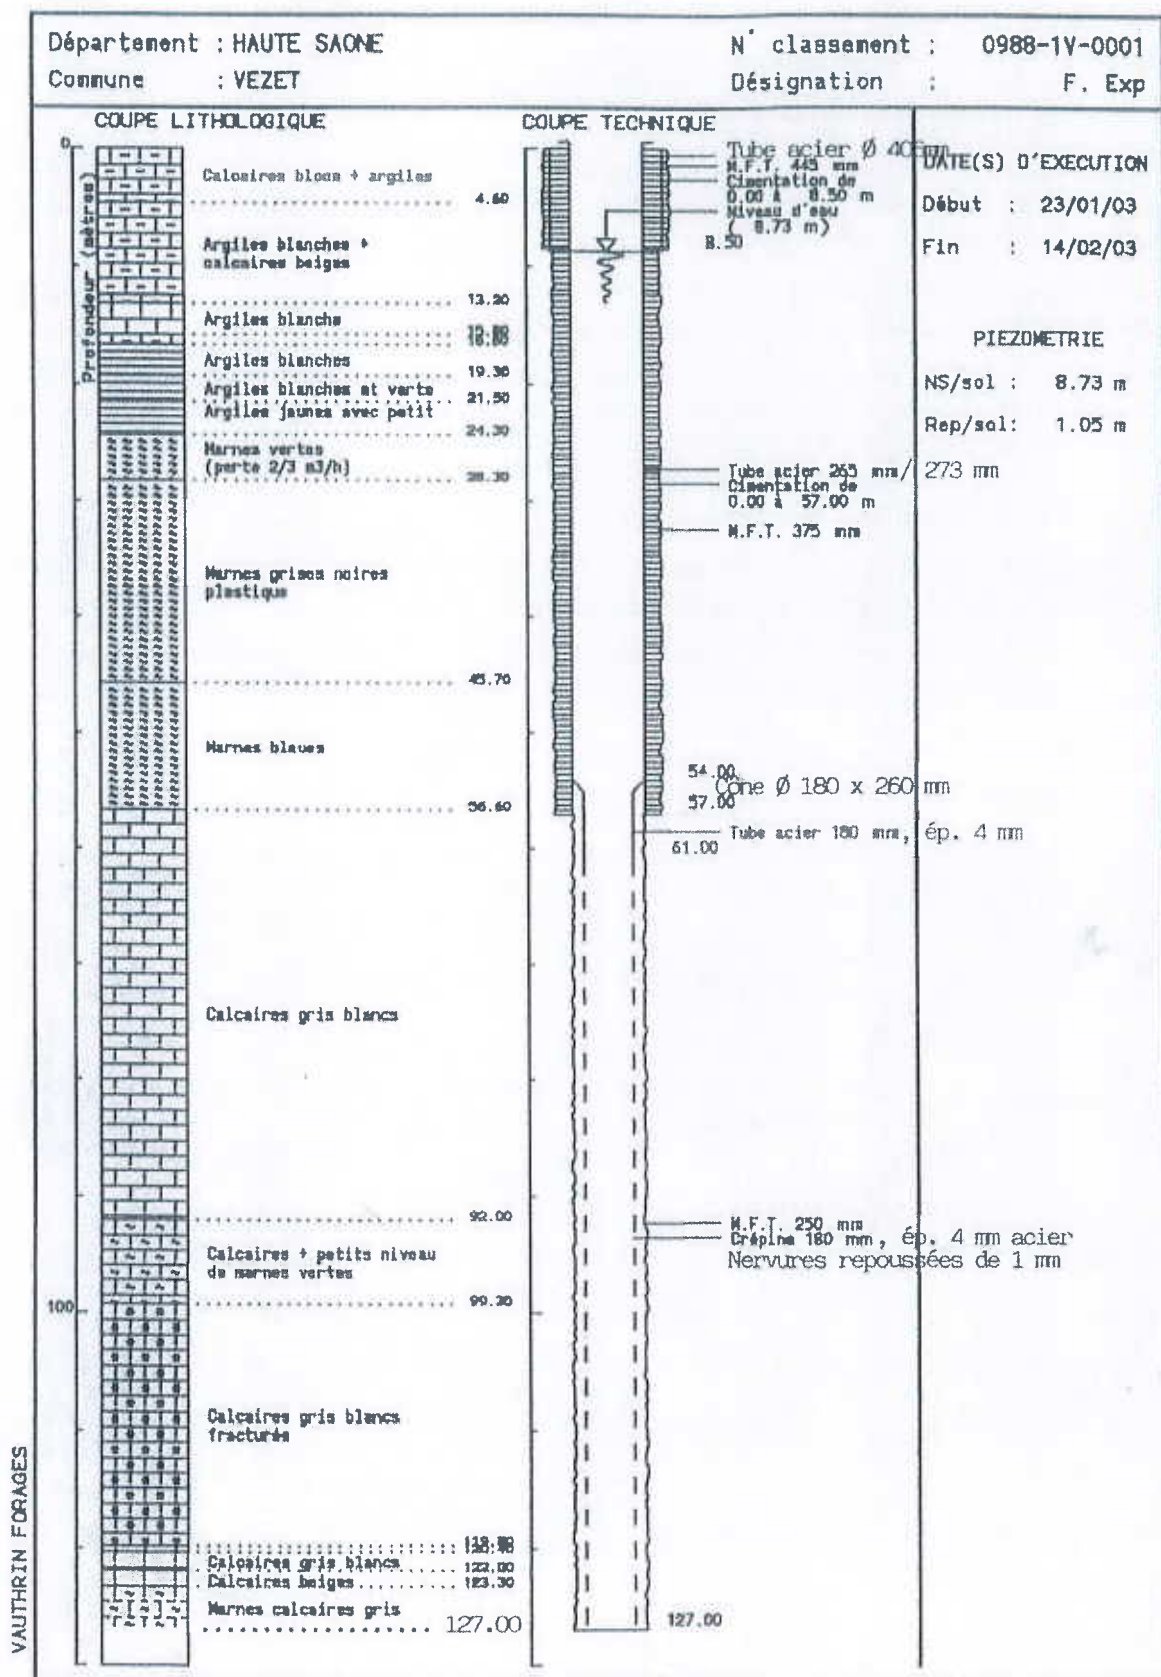 Département : HAUTE SAONE
N° classement : 0988-1V-0001
Commune : VEZET
Désignation : F. Exp
COUPE LITHOLOGIQUE
0
Profondeur (mètres)
Calcaires blocs + argiles
4.60
Argiles blanches +
calcaires beiges
13.20
Argiles blanche
Argiles blanches
19.30
Argiles blanches et verte
21.50
Argiles jaunes avec petit
24.30
Marnes vertes
(perte 2/3 m3/h)
28.30
Marnes grises noires
plastique
45.70
Marnes bleues
56.60
Calcaires gris blancs
92.00
Calcaires + petits niveau
de marnes vertes
99.20
100
Calcaires gris blancs
fracturés
Calcaires gris blancs
122.00
Calcaires beiges
123.30
Marnes calcaires gris
127.00
COUPE TECHNIQUE
Tube acier Ø 406mm
M.F.T. 445 mm
Cimentation de
0.00 à 8.50 m
Niveau d'eau
( 8.73 m)
8.50
Tube acier 265 mm/ 273 mm
Cimentation de
0.00 à 57.00 m
M.F.T. 375 mm
54.00
Cône Ø 180 x 260 mm
57.00
Tube acier 180 mm, ép. 4 mm
61.00
M.F.T. 250 mm
Crépine 180 mm, ép. 4 mm acier
Nervures repoussées de 1 mm
127.00
DATE(S) D'EXECUTION
Début : 23/01/03
Fin : 14/02/03
PIEZOMETRIE
NS/sol : 8.73 m
Rep/sol: 1.05 m
VAUTHRIN FORAGES